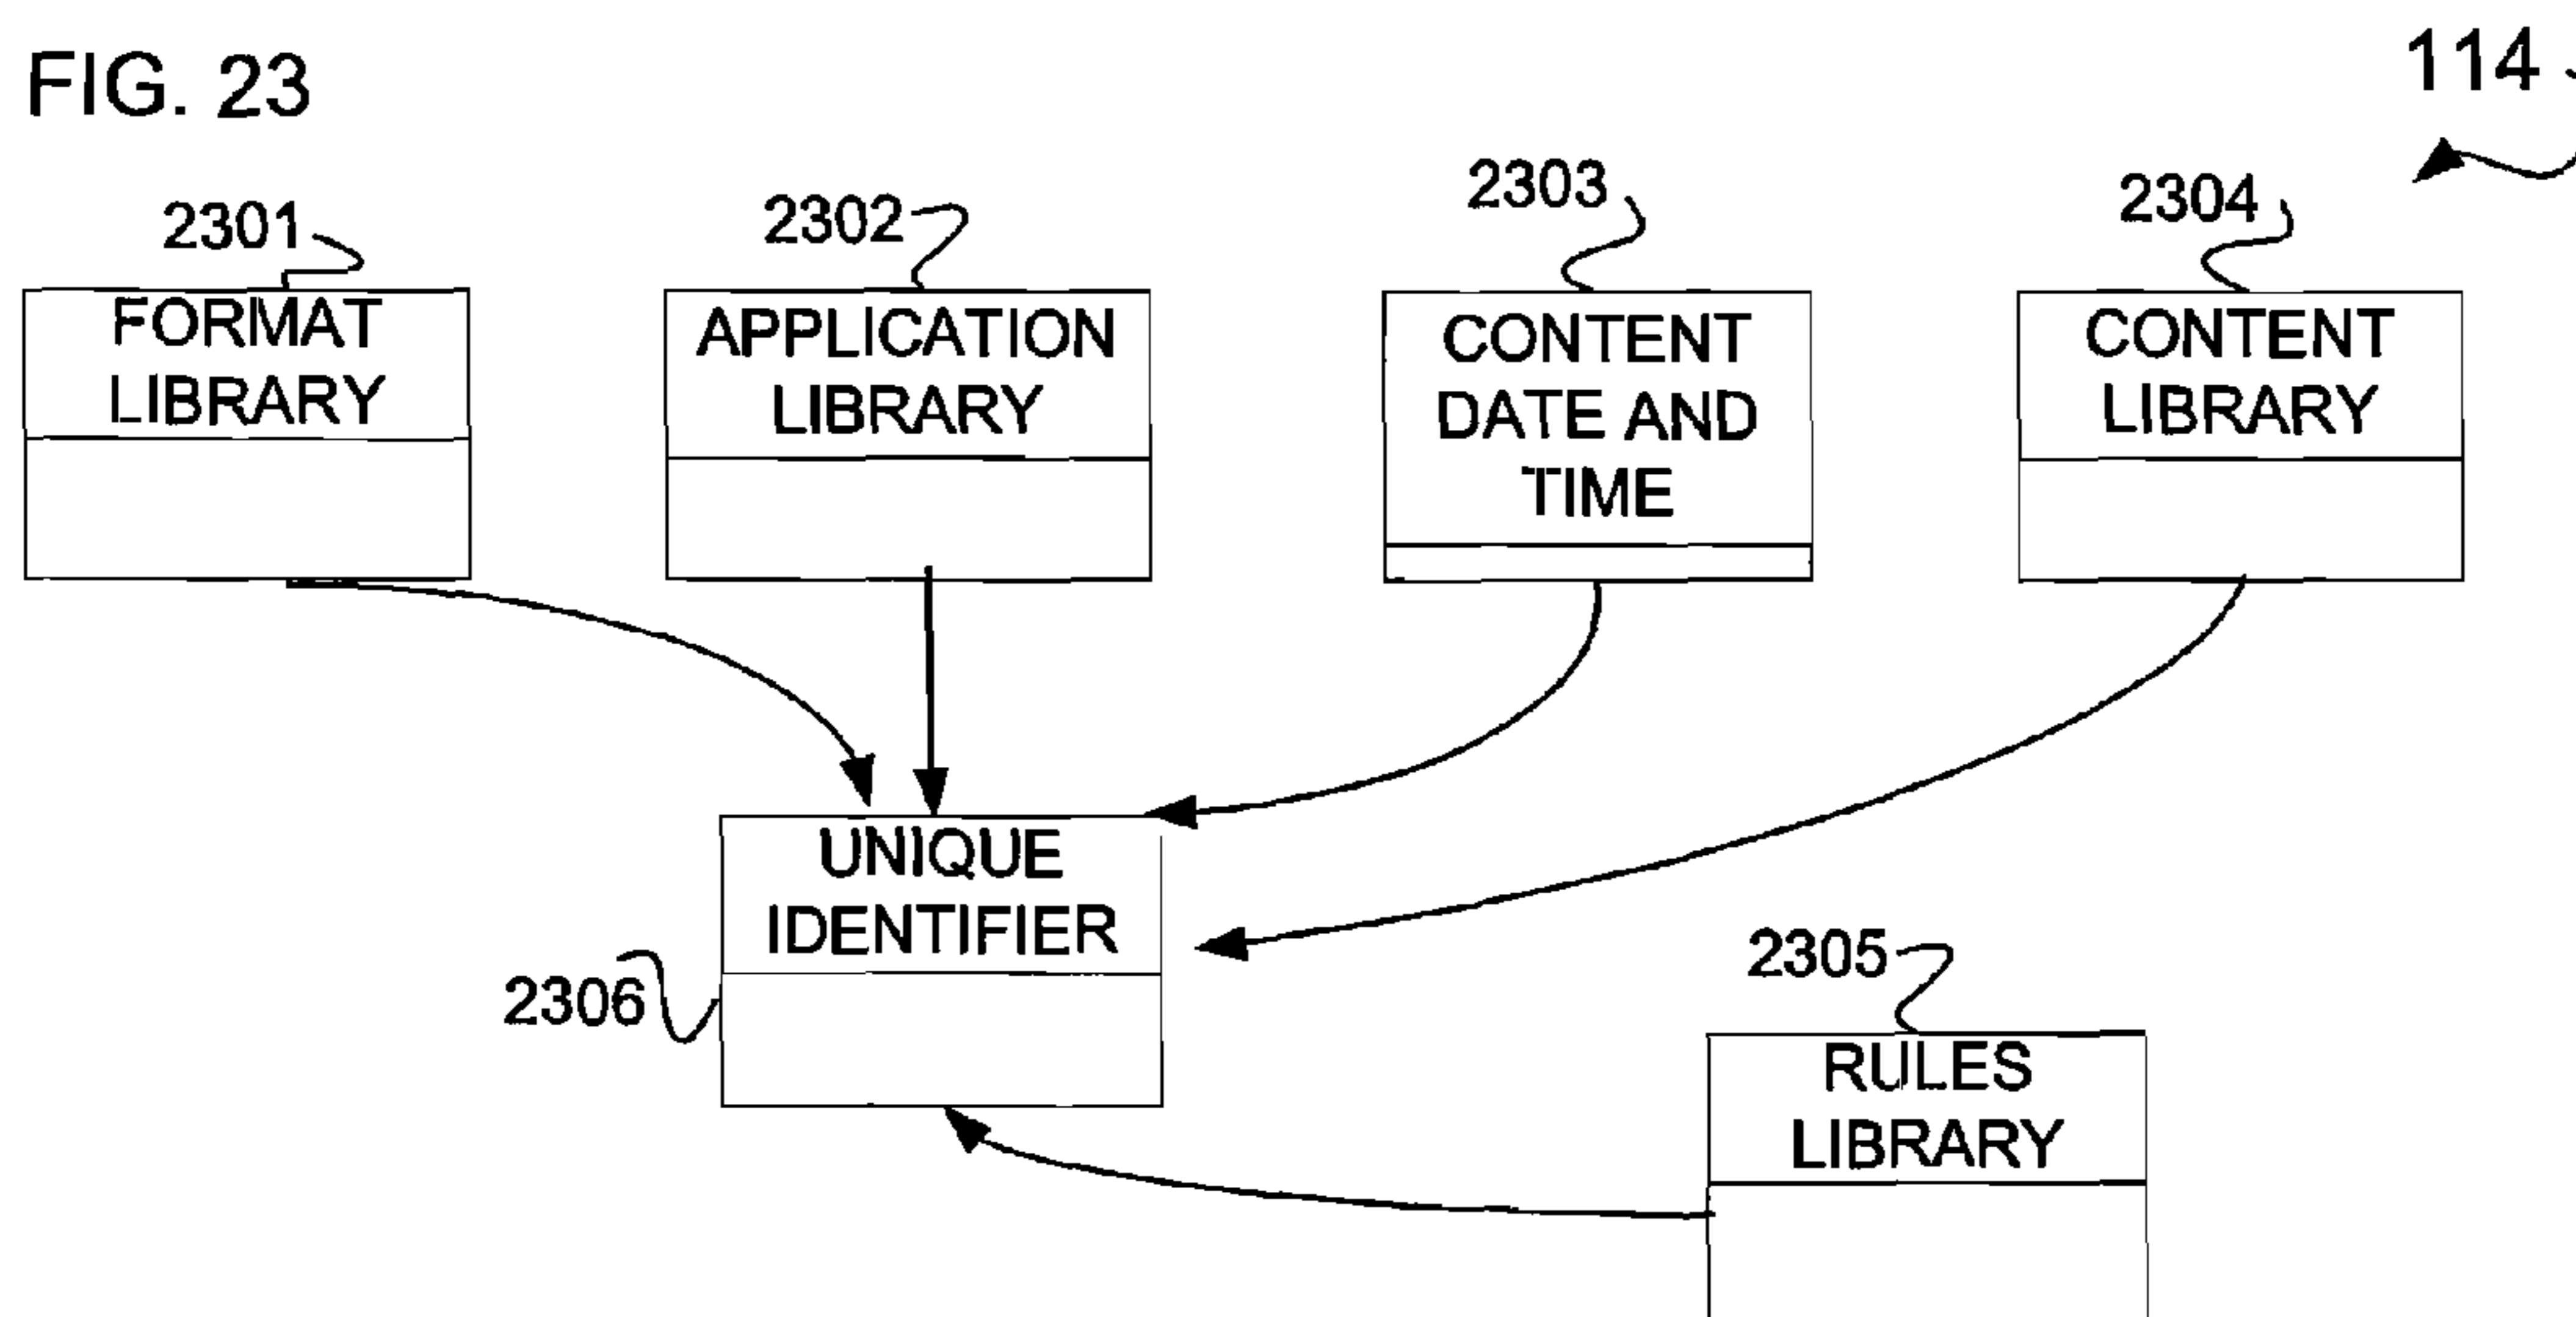 FIG. 23
114
2301
2302
2303
2304
FORMAT
LIBRARY
APPLICATION
LIBRARY
CONTENT
DATE AND
TIME
CONTENT
LIBRARY
UNIQUE
IDENTIFIER
2306
2305
RULES
LIBRARY